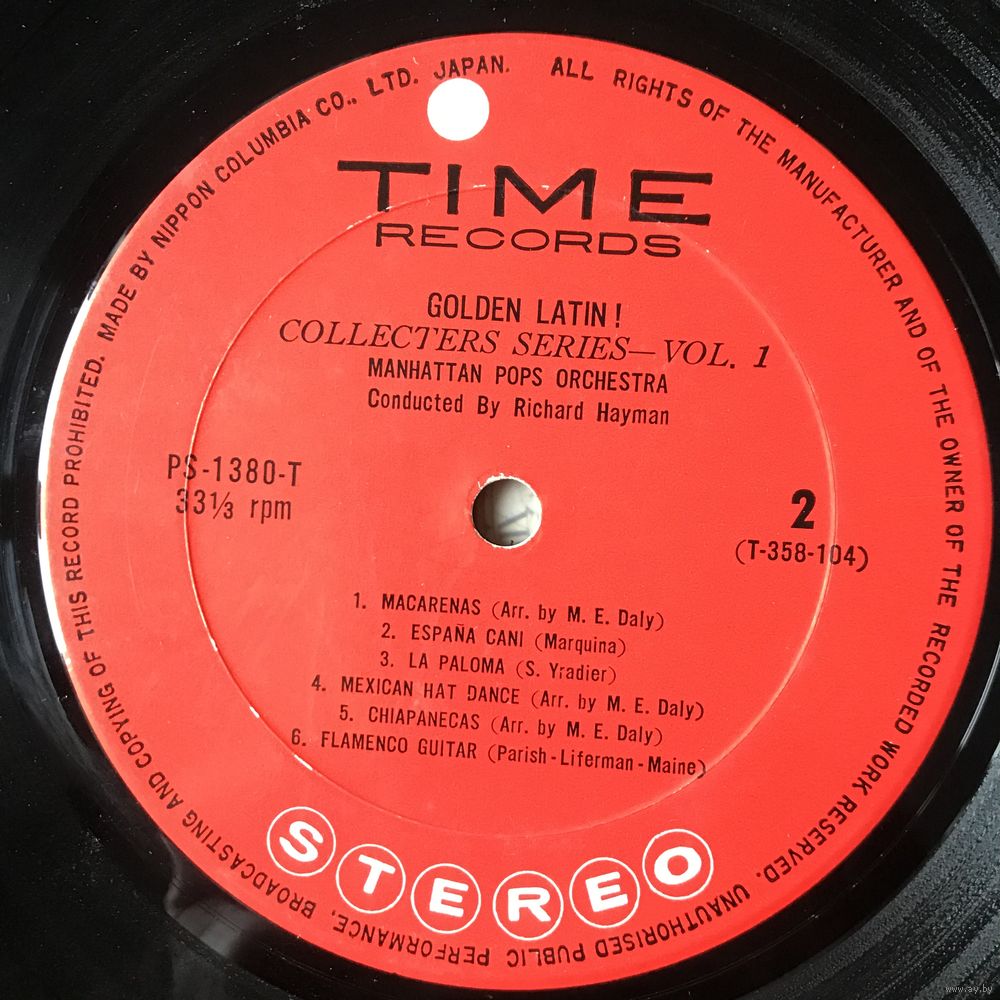 MADE BY NIPPON COLUMBIA CO., LTD. JAPAN. ALL RIGHTS OF THE MANUFACTURER AND OF THE OWNER OF THE RECORDED WORK RESERVED. UNAUTHORISED PUBLIC PERFORMANCE, BROADCASTING AND COPYING OF THIS RECORD PROHIBITED.
TIME
RECORDS
GOLDEN LATIN!
COLLECTERS SERIES—VOL. 1
MANHATTAN POPS ORCHESTRA
Conducted By Richard Hayman
PS-1380-T
33⅓ rpm
2
(T-358-104)
1. MACARENAS (Arr. by M. E. Daly)
2. ESPAÑA CANI (Marquina)
3. LA PALOMA (S. Yradier)
4. MEXICAN HAT DANCE (Arr. by M. E. Daly)
5. CHIAPANECAS (Arr. by M. E. Daly)
6. FLAMENCO GUITAR (Parish-Liferman-Maine)
STEREO
www.ay.by